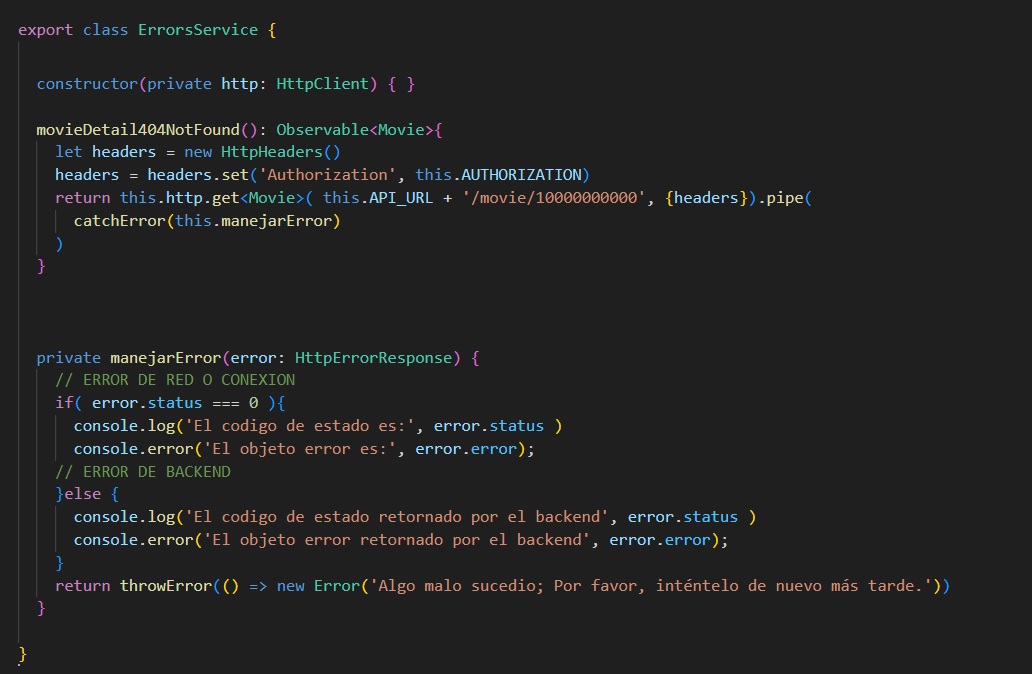 export class ErrorsService {
constructor(private http: HttpClient) { }
movieDetail404NotFound(): Observable<Movie>{
let headers = new HttpHeaders()
headers = headers.set('Authorization', this.AUTHORIZATION)
return this.http.get<Movie>( this.API_URL + '/movie/10000000000', {headers}).pipe(
catchError(this.manejarError)
)
}
private manejarError(error: HttpErrorResponse) {
// ERROR DE RED O CONEXION
if( error.status === 0 ){
console.log('El codigo de estado es:', error.status )
console.error('El objeto error es:', error.error);
// ERROR DE BACKEND
}else {
console.log('El codigo de estado retornado por el backend', error.status )
console.error('El objeto error retornado por el backend', error.error);
}
return throwError(() => new Error('Algo malo sucedio; Por favor, inténtelo de nuevo más tarde.'))
}
}